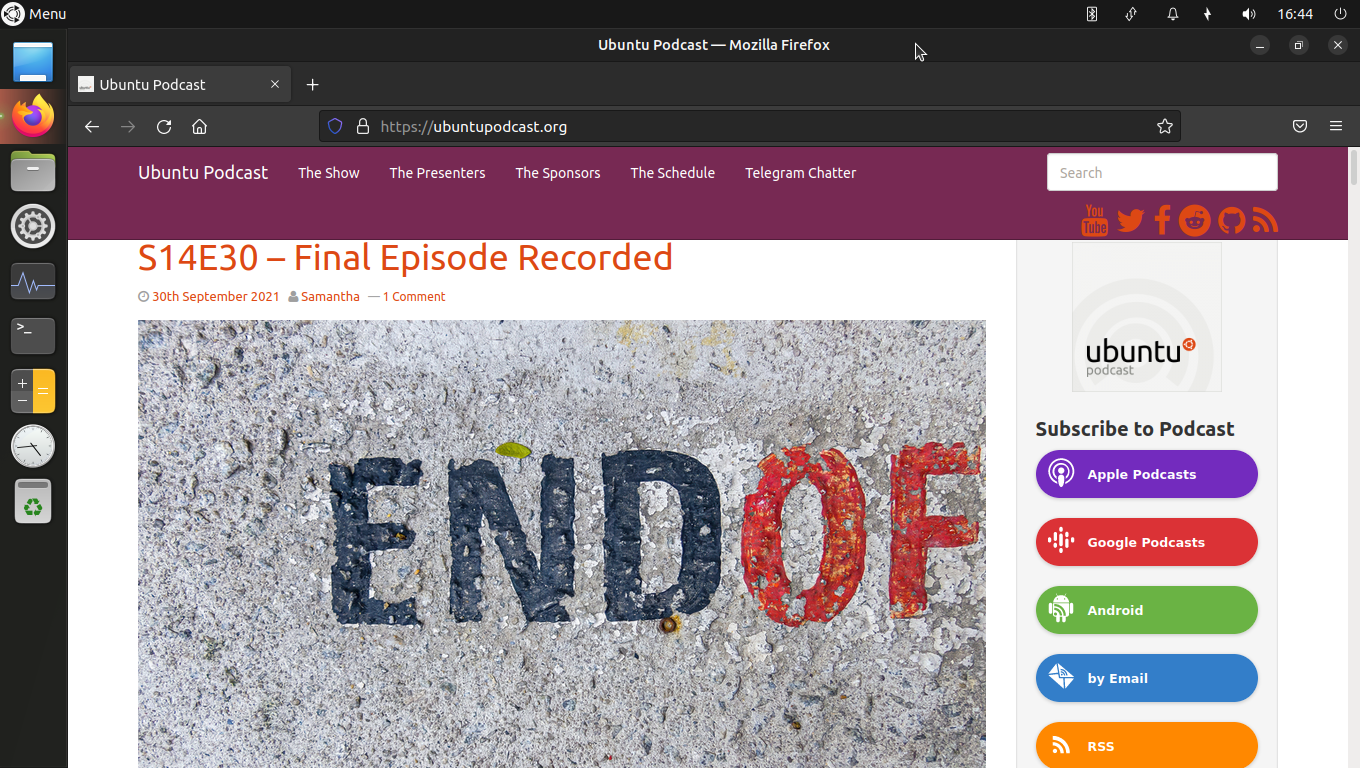 Menu
16:44
Ubuntu Podcast — Mozilla Firefox
Ubuntu Podcast
https://ubuntupodcast.org
Ubuntu Podcast The Show The Presenters The Sponsors The Schedule Telegram Chatter Search
You Tube
S14E30 – Final Episode Recorded
30th September 2021 Samantha — 1 Comment
END OF
ubuntu
podcast
Subscribe to Podcast
Apple Podcasts
Google Podcasts
Android
by Email
RSS